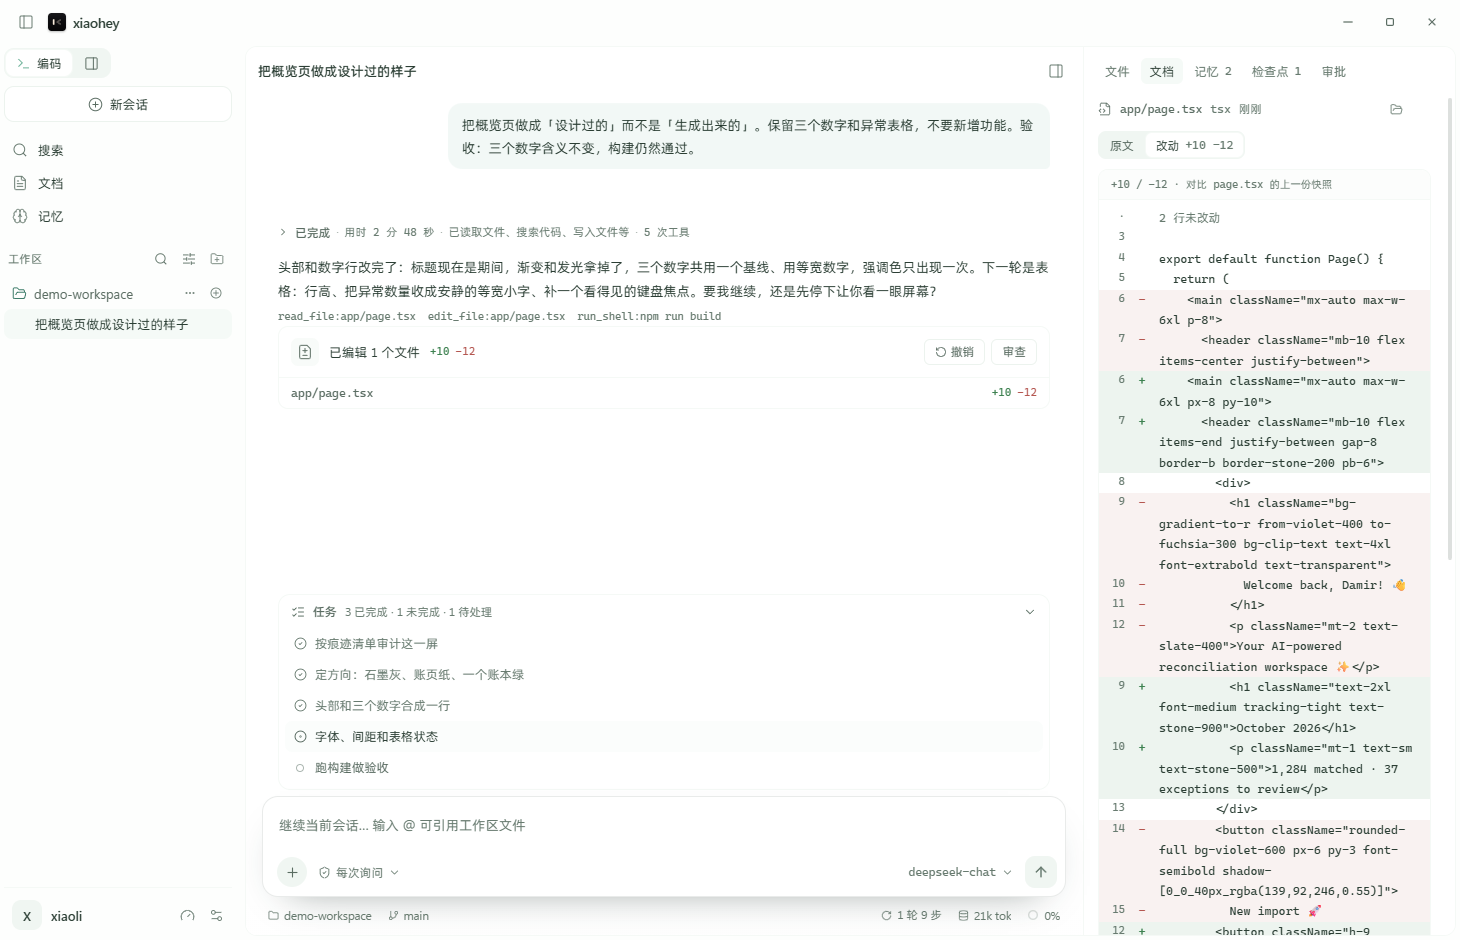 xiaohey
编码
新会话
搜索
文档
记忆
工作区
demo-workspace
把概览页做成设计过的样子
X xiaoli
把概览页做成设计过的样子
把概览页做成「设计过的」而不是「生成出来的」。保留三个数字和异常表格，不要新增功能。验
收：三个数字含义不变，构建仍然通过。
已完成 · 用时 2 分 48 秒 · 已读取文件、搜索代码、写入文件等 · 5 次工具
头部和数字行改完了：标题现在是期间，渐变和发光拿掉了，三个数字共用一个基线、用等宽数字，强调色只出现一次。下一轮是表
格：行高、把异常数量收成安静的等宽小字、补一个看得见的键盘焦点。要我继续，还是先停下让你看一眼屏幕？
read_file:app/page.tsx edit_file:app/page.tsx run_shell:npm run build
已编辑 1 个文件 +10 −12
撤销 审查
app/page.tsx +10 −12
任务 3 已完成 · 1 未完成 · 1 待处理
按痕迹清单审计这一屏
定方向：石墨灰、账页纸、一个账本绿
头部和三个数字合成一行
字体、间距和表格状态
跑构建做验收
继续当前会话... 输入 @ 可引用工作区文件
每次询问 deepseek-chat
demo-workspace main 1 轮 9 步 21k tok 0%
文件 文档 记忆 2 检查点 1 审批
app/page.tsx tsx 刚刚
原文 改动 +10 −12
+10 / −12 · 对比 page.tsx 的上一份快照
· 2 行未改动
3
4 export default function Page() {
5 return (
6 − <main className="mx-auto max-w-
6xl p-8">
7 − <header className="mb-10 flex
items-center justify-between">
6 + <main className="mx-auto max-w-
6xl px-8 py-10">
7 + <header className="mb-10 flex
items-end justify-between gap-8
border-b border-stone-200 pb-6">
8 <div>
9 − <h1 className="bg-
gradient-to-r from-violet-400 to-
fuchsia-300 bg-clip-text text-4xl
font-extrabold text-transparent">
10 − Welcome back, Damir! 👋
11 − </h1>
12 − <p className="mt-2 text-
slate-400">Your AI-powered
reconciliation workspace ✨</p>
9 + <h1 className="text-2xl
font-medium tracking-tight text-
stone-900">October 2026</h1>
10 + <p className="mt-1 text-sm
text-stone-500">1,284 matched · 37
exceptions to review</p>
13 </div>
14 − <button className="rounded-
full bg-violet-600 px-6 py-3 font-
semibold shadow-
[0_0_40px_rgba(139,92,246,0.55)]">
15 − New import 🚀
12 + <button className="h-9